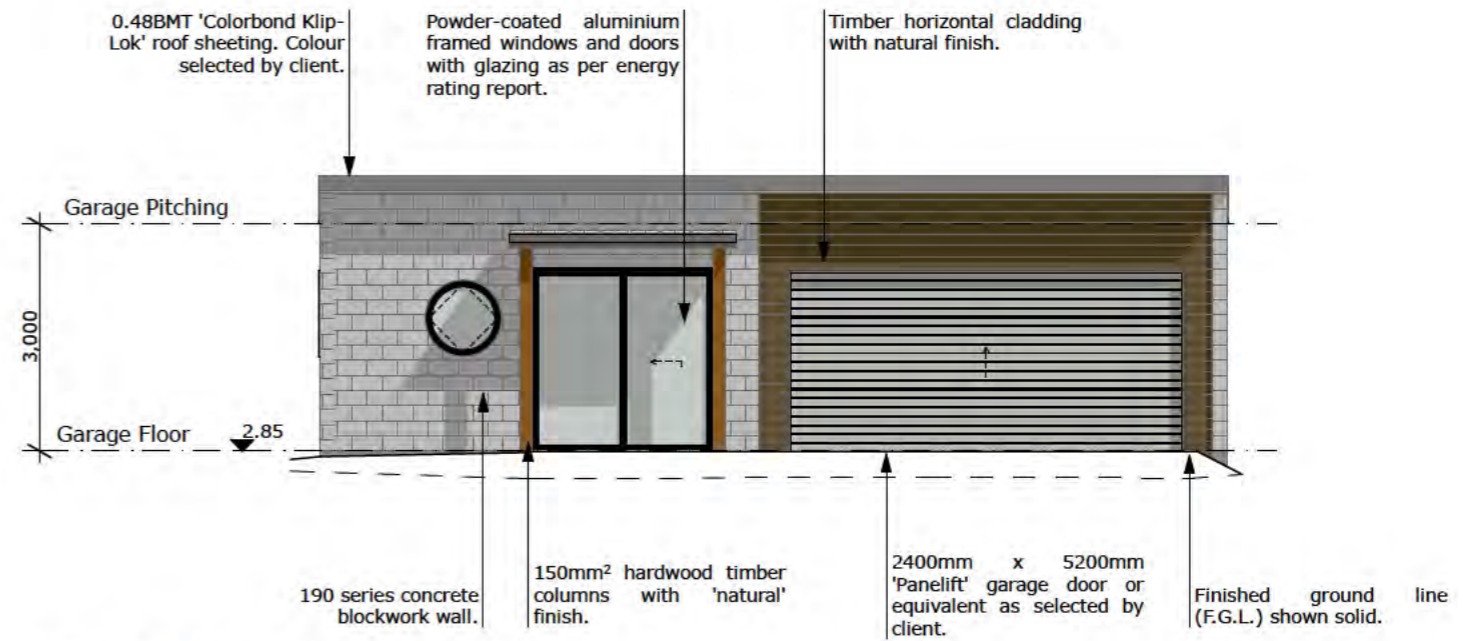 0.48BMT 'Colorbond Klip-
Lok' roof sheeting. Colour
selected by client.
Powder-coated aluminium
framed windows and doors
with glazing as per energy
rating report.
Timber horizontal cladding
with natural finish.
Garage Pitching
3,000
Garage Floor
2.85
190 series concrete
blockwork wall.
150mm² hardwood timber
columns with 'natural'
finish.
2400mm x 5200mm
'Panelift' garage door or
equivalent as selected by
client.
Finished ground line
(F.G.L.) shown solid.